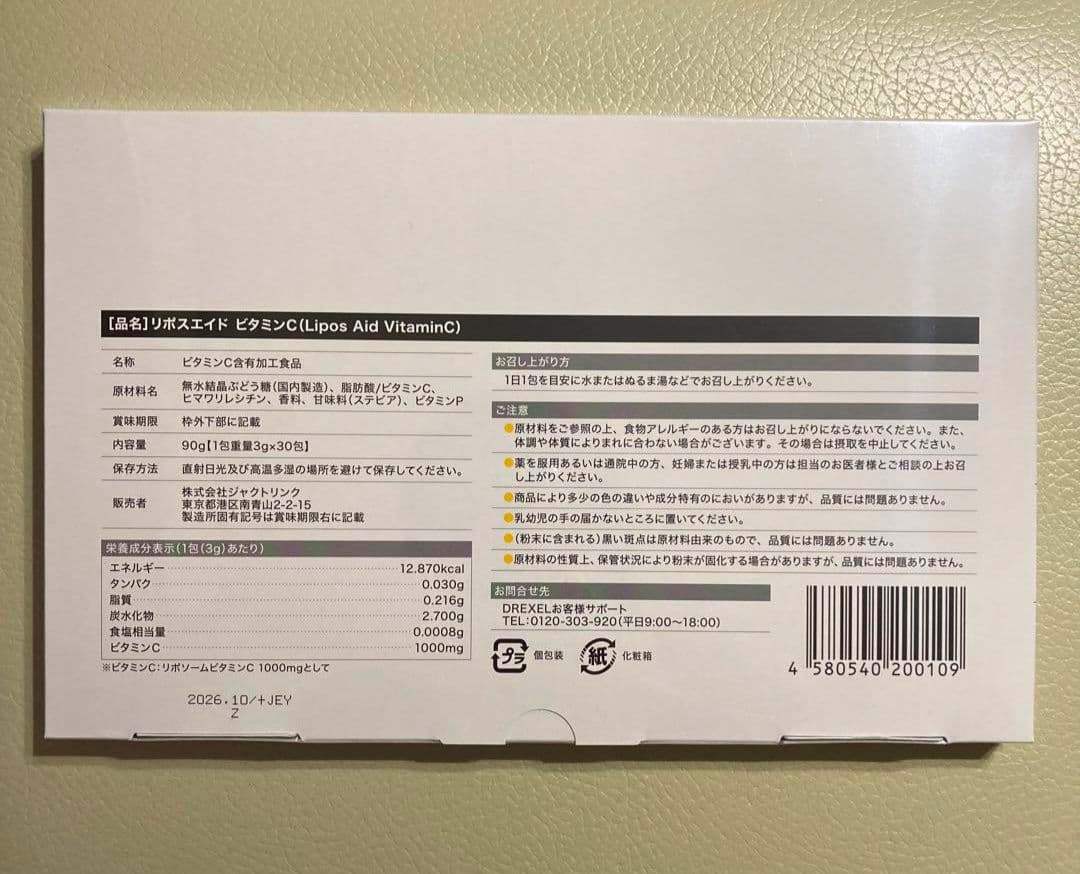 [品名]リポスエイド ビタミンC(Lipos Aid VitaminC)
名称 ビタミンC含有加工食品
原材料名 無水結晶ぶどう糖(国内製造)、脂肪酸/ビタミンC、
ヒマワリレシチン、香料、甘味料(ステビア)、ビタミンP
賞味期限 枠外下部に記載
内容量 90g【1包重量3g×30包】
保存方法 直射日光及び高温多湿の場所を避けて保存してください。
販売者 株式会社ジャクトリンク
東京都港区南青山2-2-15
製造所固有記号は賞味期限右に記載
栄養成分表示(1包(3g)あたり)
エネルギー 12.870kcal
タンパク 0.030g
脂質 0.216g
炭水化物 2.700g
食塩相当量 0.0008g
ビタミンC 1000mg
※ビタミンC:リポソームビタミンC 1000mgとして
2026.10/+JEY
Z
お召し上がり方
1日1包を目安に水またはぬるま湯などでお召し上がりください。
ご注意
●原材料をご参照の上、食物アレルギーのある方はお召し上がりにならないでください。また、
体調や体質によりまれに合わない場合がございます。その場合は摂取を中止してください。
●薬を服用あるいは通院中の方、妊婦または授乳中の方は担当のお医者様とご相談の上お召
し上がりください。
●商品により多少の色の違いや成分特有のにおいがありますが、品質には問題ありません。
●乳幼児の手の届かないところに置いてください。
●(粉末に含まれる)黒い斑点は原材料由来のもので、品質には問題ありません。
●原材料の性質上、保管状況により粉末が固化する場合がありますが、品質には問題ありません。
お問合せ先
DREXELお客様サポート
TEL:0120-303-920(平日9:00〜18:00)
プラ 個包装 紙 化粧箱
4 580540 200109